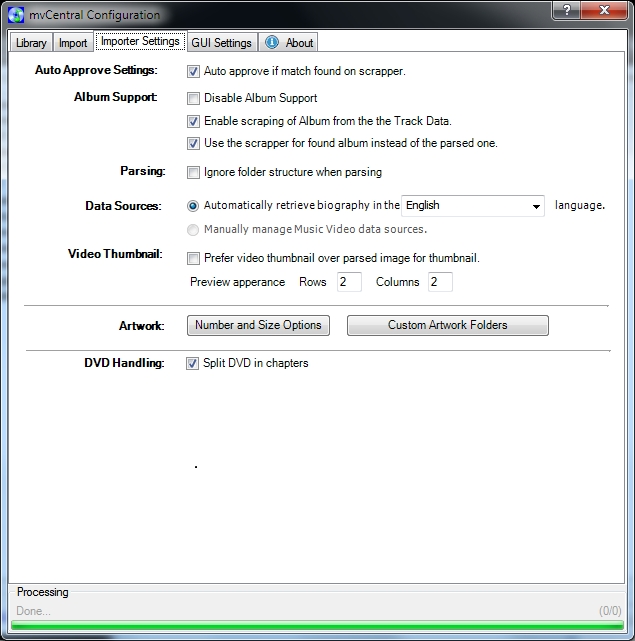 mvCentral Configuration
Library Import Importer Settings GUI Settings About
Auto Approve Settings: Auto approve if match found on scrapper.
Album Support: Disable Album Support
Enable scraping of Album from the the Track Data.
Use the scrapper for found album instead of the parsed one.
Parsing: Ignore folder structure when parsing
Data Sources: Automatically retrieve biography in the English language.
Manually manage Music Video data sources.
Video Thumbnail: Prefer video thumbnail over parsed image for thumbnail.
Preview apperance Rows 2 Columns 2
Artwork: Number and Size Options Custom Artwork Folders
DVD Handling: Split DVD in chapters
.
Processing
Done... (0/0)